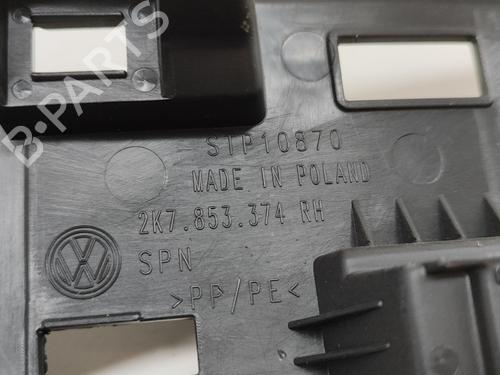 B-PARTS
STP10870
MADE IN POLAND
2K7.853.374 RH
SPN
>PP/PE<